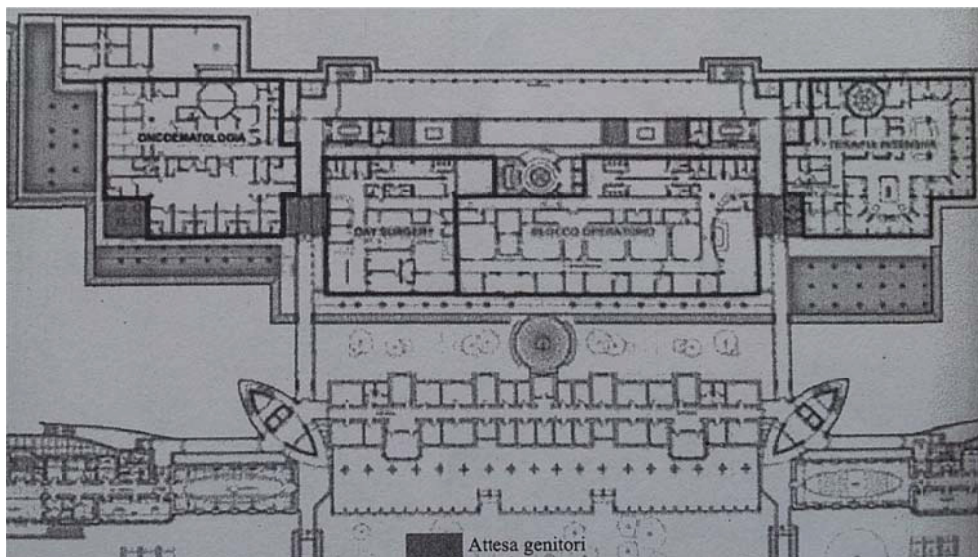 ONCOEMATOLOGIA
TERAPIA INTENSIVA
DAY SURGERY
BLOCCO OPERATORIO
Attesa genitori